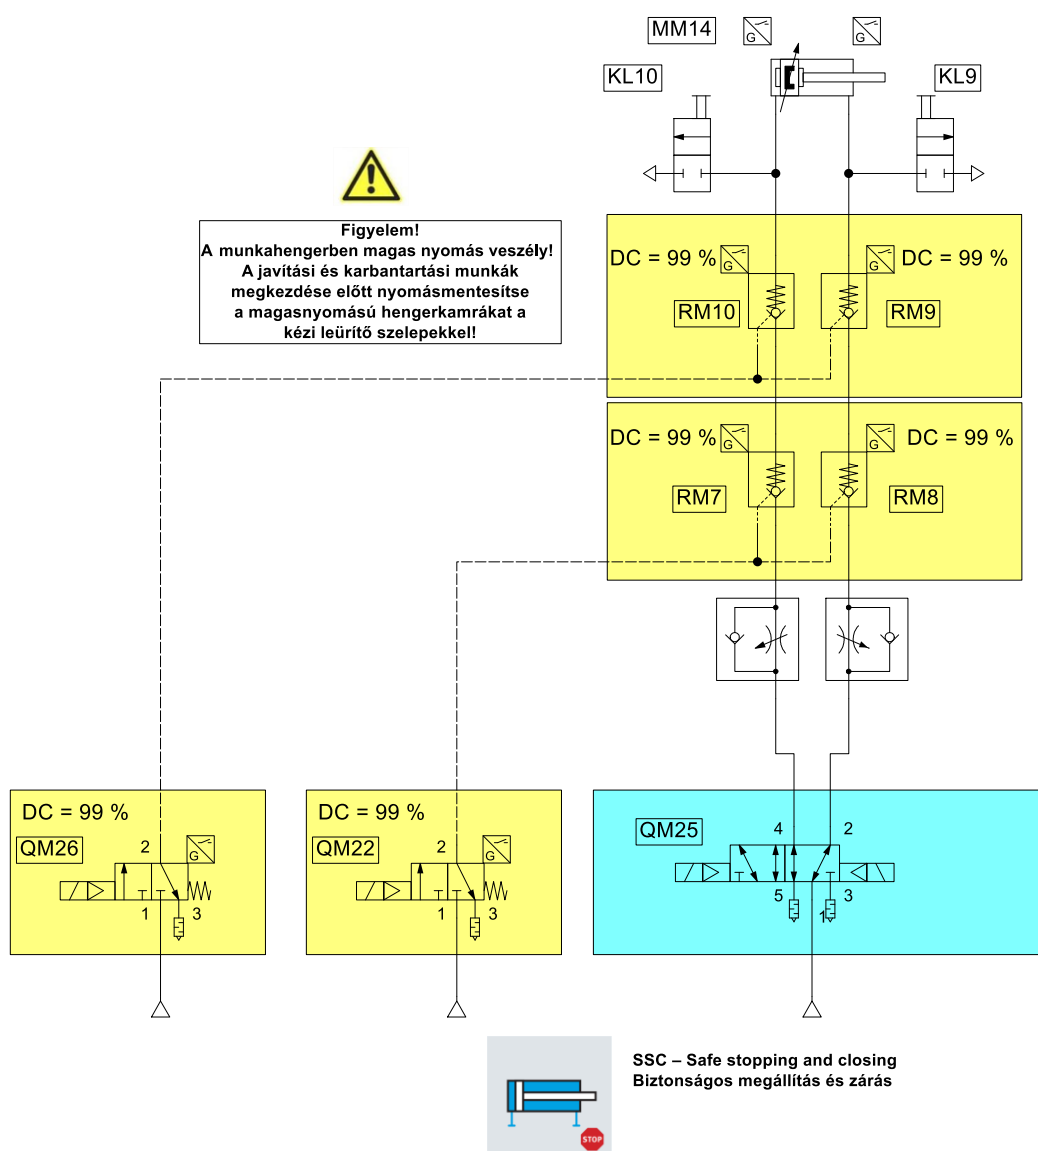 MM14
G
G
KL10
KL9
Figyelem!
A munkahengerben magas nyomás veszély!
A javítási és karbantartási munkák
megkezdése előtt nyomásmentesítse
a magasnyomású hengerkamrákat a
kézi leürítő szelepekkel!
DC = 99 %
G
G
DC = 99 %
RM10
RM9
DC = 99 %
G
G
DC = 99 %
RM7
RM8
DC = 99 %
QM26
2
G
1
3
DC = 99 %
QM22
2
G
1
3
QM25
4
2
5
3
1
SSC – Safe stopping and closing
Biztonságos megállítás és zárás
STOP